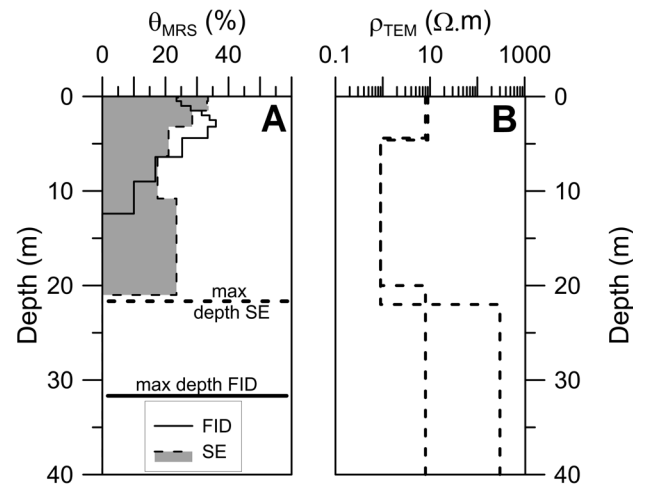 θMRS (%)
0 20 40
ρTEM (Ω.m)
0.1 10 1000
A
B
0
10
20
30
40
Depth (m)
max
depth SE
max depth FID
FID
SE
0
10
20
30
40
Depth (m)